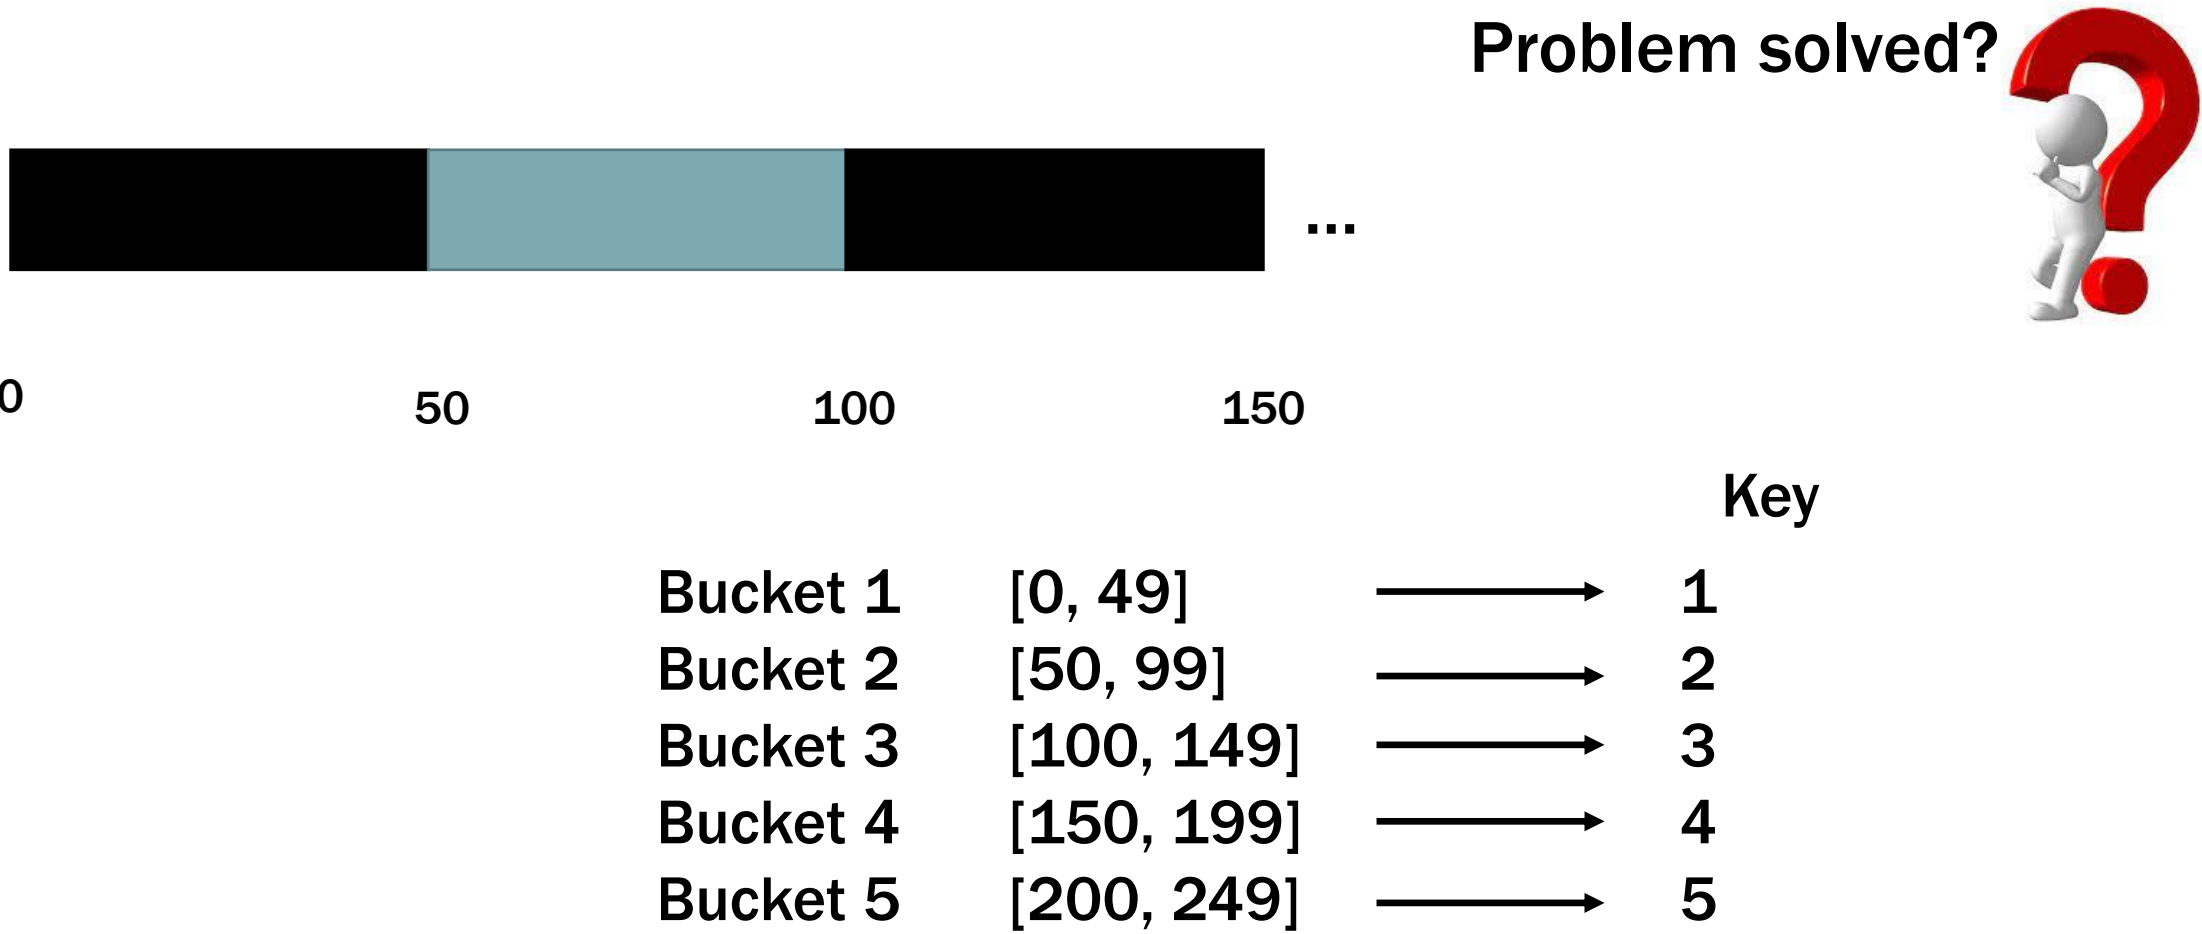 Problem solved?
...
0 50 100 150
Key
Bucket 1 [0, 49] 1
Bucket 2 [50, 99] 2
Bucket 3 [100, 149] 3
Bucket 4 [150, 199] 4
Bucket 5 [200, 249] 5